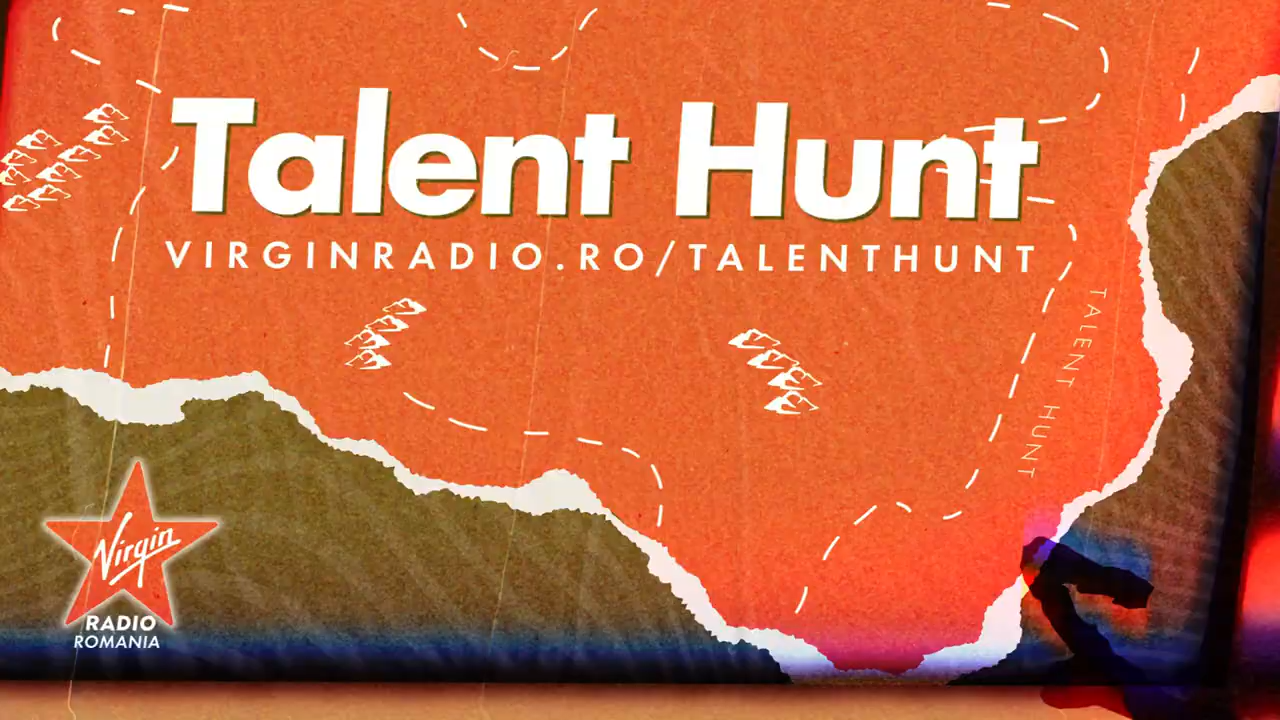 Talent Hunt
VIRGINRADIO.RO/TALENTHUNT
TALENT HUNT
Virgin
RADIO
ROMANIA